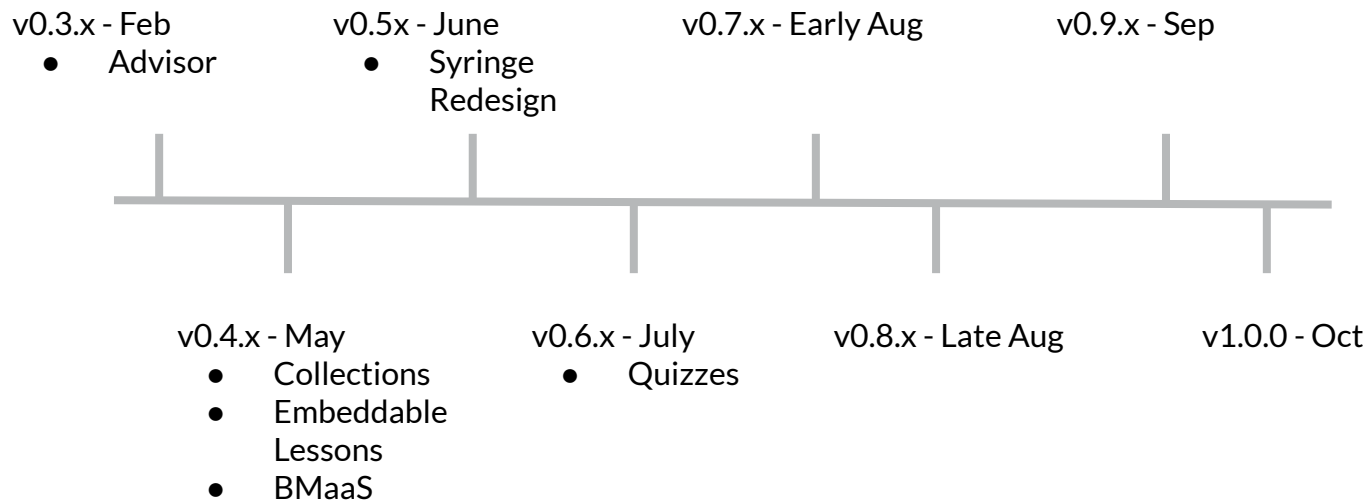 v0.3.x - Feb
● Advisor
v0.5x - June
● Syringe
Redesign
v0.7.x - Early Aug
v0.9.x - Sep
v0.4.x - May
● Collections
● Embeddable
Lessons
● BMaaS
v0.6.x - July
● Quizzes
v0.8.x - Late Aug
v1.0.0 - Oct